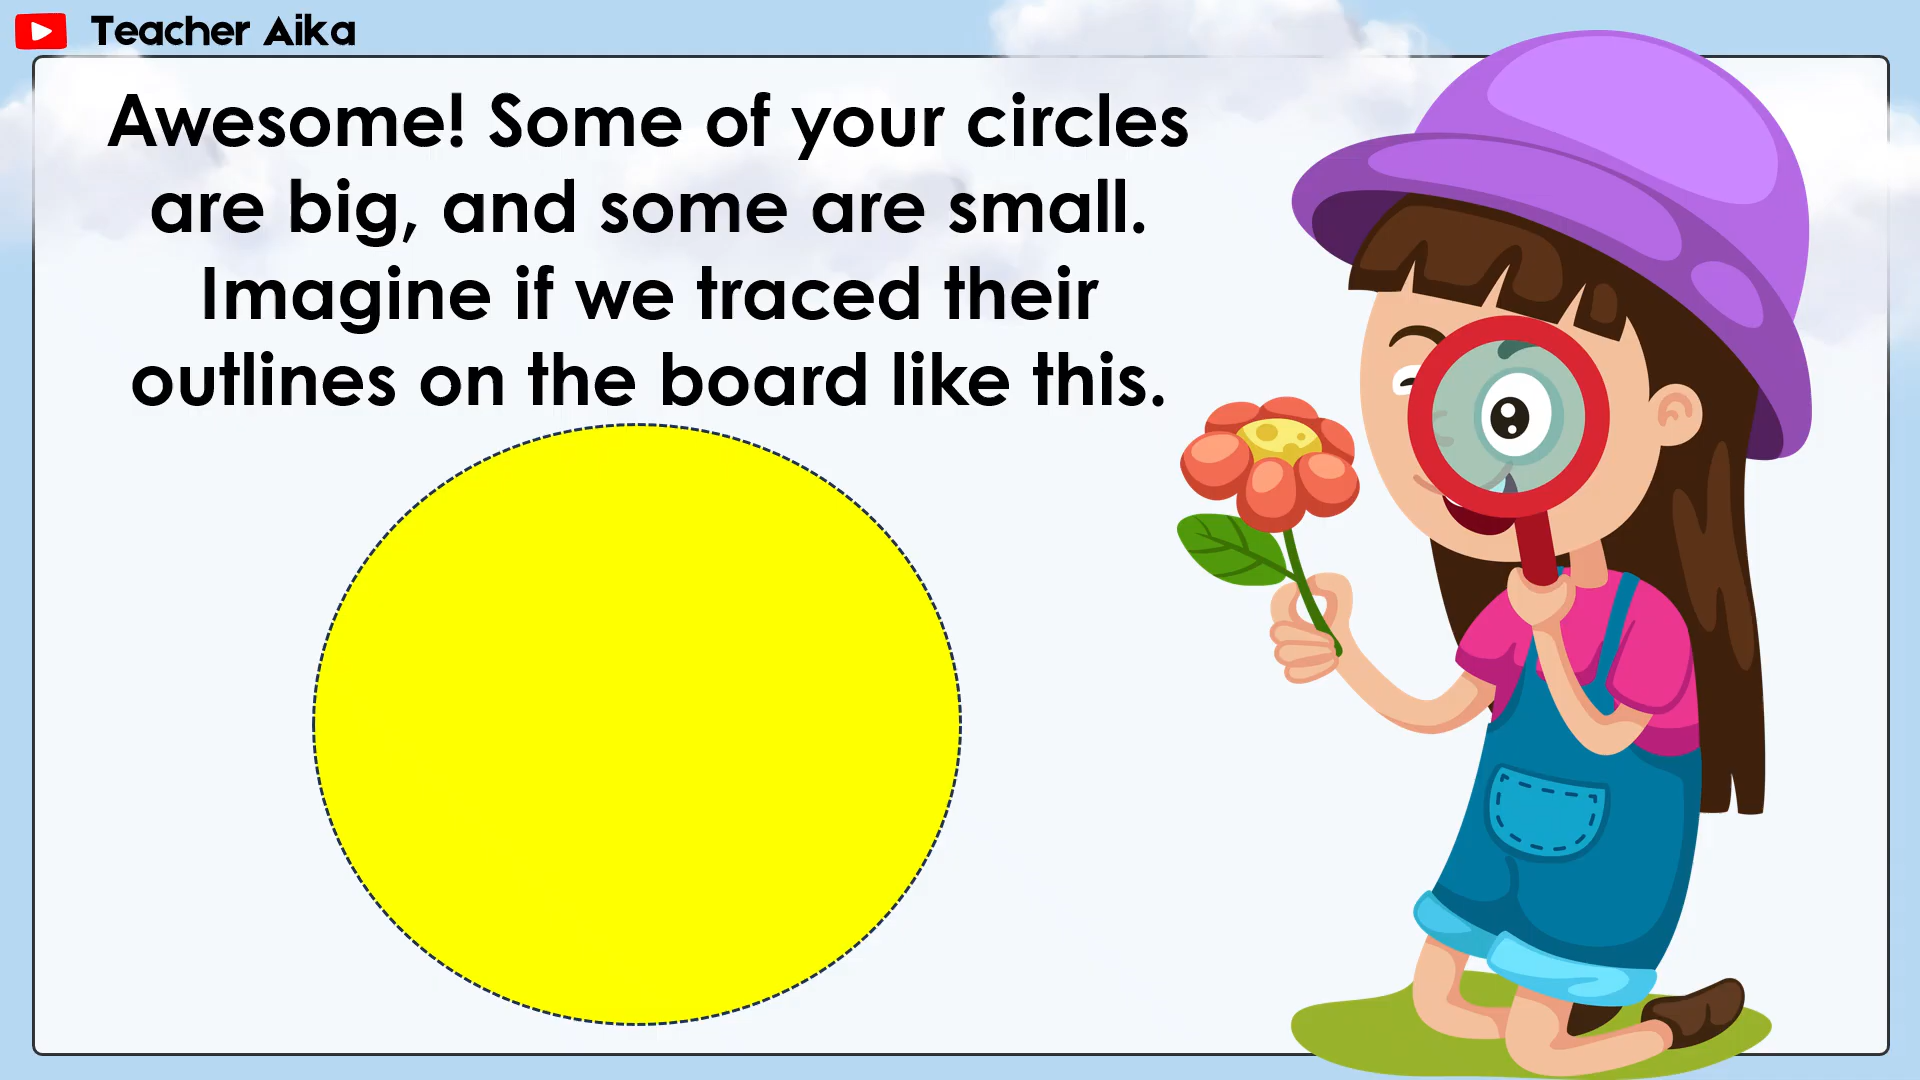 Teacher Aika
Awesome! Some of your circles
are big, and some are small.
Imagine if we traced their
outlines on the board like this.